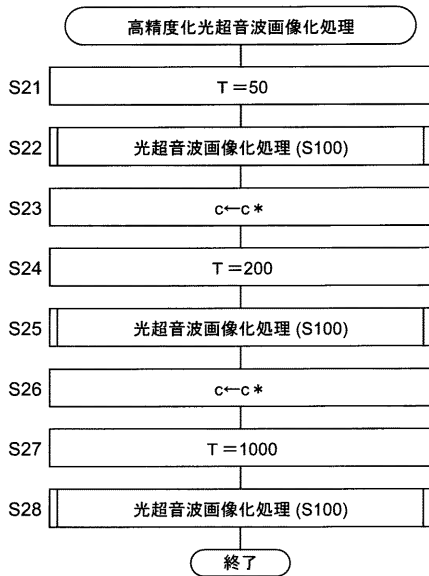 高精度化光超音波画像化処理
S21 T＝50
S22 光超音波画像化処理 (S100)
S23 c←c＊
S24 T＝200
S25 光超音波画像化処理 (S100)
S26 c←c＊
S27 T＝1000
S28 光超音波画像化処理 (S100)
終了